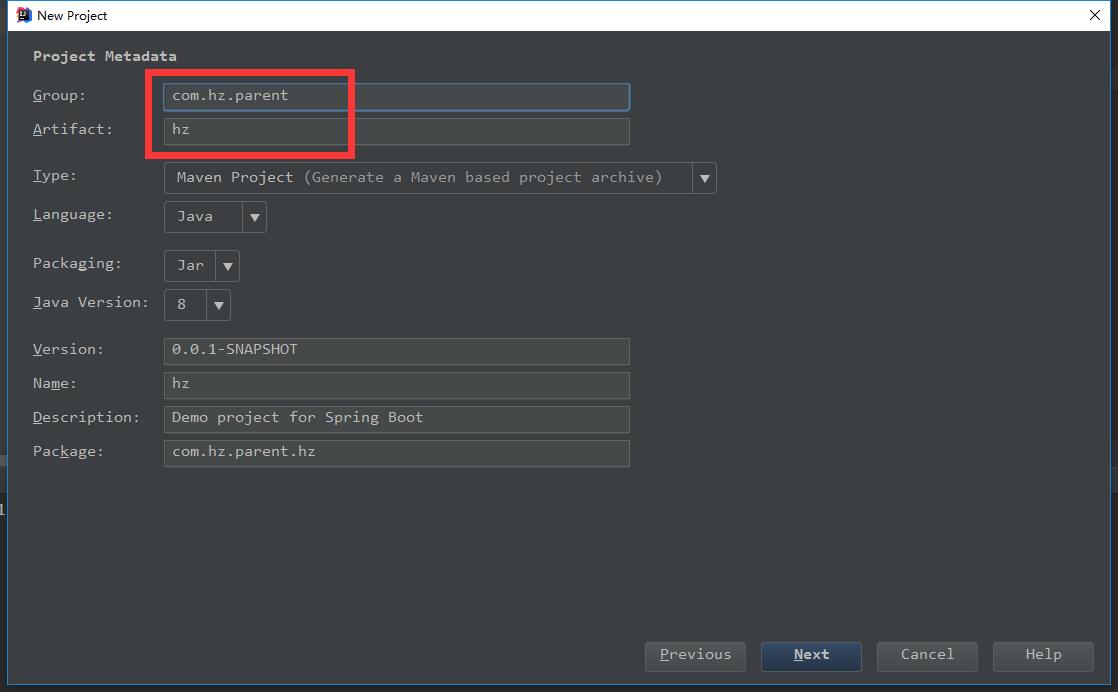 New Project
Project Metadata
Group: com.hz.parent
Artifact: hz
Type: Maven Project (Generate a Maven based project archive)
Language: Java
Packaging: Jar
Java Version: 8
Version: 0.0.1-SNAPSHOT
Name: hz
Description: Demo project for Spring Boot
Package: com.hz.parent.hz
Previous Next Cancel Help